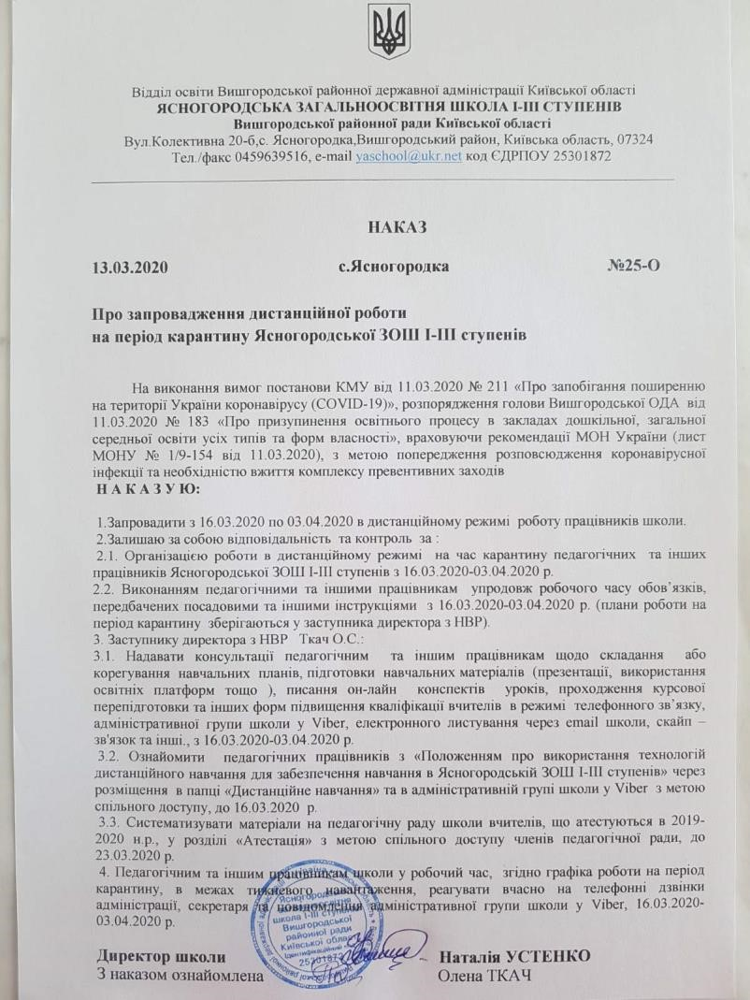 Відділ освіти Вишгородської районної державної адміністрації Київської області
ЯСНОГОРОДСЬКА ЗАГАЛЬНООСВІТНЯ ШКОЛА І-ІІІ СТУПЕНІВ
Вишгородської районної ради Київської області
Вул.Колективна 20-б,с. Ясногородка,Вишгородський район, Київська область, 07324
Тел./факс 0459639516, e-mail yaschool@ukr.net код ЄДРПОУ 25301872
НАКАЗ
13.03.2020 с.Ясногородка №25-О
Про запровадження дистанційної роботи
на період карантину Ясногородської ЗОШ І-ІІІ ступенів
На виконання вимог постанови КМУ від 11.03.2020 № 211 «Про запобігання поширенню
на території України коронавірусу (COVID-19)», розпорядження голови Вишгородської ОДА від
11.03.2020 № 183 «Про призупинення освітнього процесу в закладах дошкільної, загальної
середньої освіти усіх типів та форм власності», враховуючи рекомендації МОН України (лист
МОНУ № 1/9-154 від 11.03.2020), з метою попередження розповсюдження коронавірусної
інфекції та необхідністю вжиття комплексу превентивних заходів
Н А К А З У Ю:
1.Запровадити з 16.03.2020 по 03.04.2020 в дистанційному режимі роботу працівників школи.
2.Залишаю за собою відповідальність та контроль за :
2.1. Організацією роботи в дистанційному режимі на час карантину педагогічних та інших
працівників Ясногородської ЗОШ І-ІІІ ступенів з 16.03.2020-03.04.2020 р.
2.2. Виконанням педагогічними та іншими працівникам упродовж робочого часу обов’язків,
передбачених посадовими та іншими інструкціями з 16.03.2020-03.04.2020 р. (плани роботи на
період карантину зберігаються у заступника директора з НВР).
3. Заступнику директора з НВР Ткач О.С.:
3.1. Надавати консультації педагогічним та іншим працівникам щодо складання або
корегування навчальних планів, підготовки навчальних матеріалів (презентації, використання
освітніх платформ тощо ), писання он-лайн конспектів уроків, проходження курсової
перепідготовки та інших форм підвищення кваліфікації вчителів в режимі телефонного зв’язку,
адміністративної групи школи у Viber, електронного листування через email школи, скайп –
зв'язок та інші., з 16.03.2020-03.04.2020 р.
3.2. Ознайомити педагогічних працівників з «Положенням про використання технологій
дистанційного навчання для забезпечення навчання в Ясногородській ЗОШ І-ІІІ ступенів» через
розміщення в папці «Дистанційне навчання» та в адміністративній групі школи у Viber з метою
спільного доступу, до 16.03.2020 р.
3.3. Систематизувати матеріали на педагогічну раду школи вчителів, що атестуються в 2019-
2020 н.р., у розділі «Атестація» з метою спільного доступу членів педагогічної ради, до
23.03.2020 р.
4. Педагогічним та іншим працівникам школи у робочий час, згідно графіка роботи на період
карантину, в межах тижневого навантаження, реагувати вчасно на телефонні дзвінки
адміністрації, секретаря та повідомлення адміністративної групи школи у Viber, 16.03.2020-
03.04.2020 р.
Ясногородська
загальноосвітня
школа І-ІІІ ступенів
Вишгородської
районної ради
Київської області
Ідентифікаційний
25301872
Директор школи Наталія УСТЕНКО
З наказом ознайомлена Олена ТКАЧ